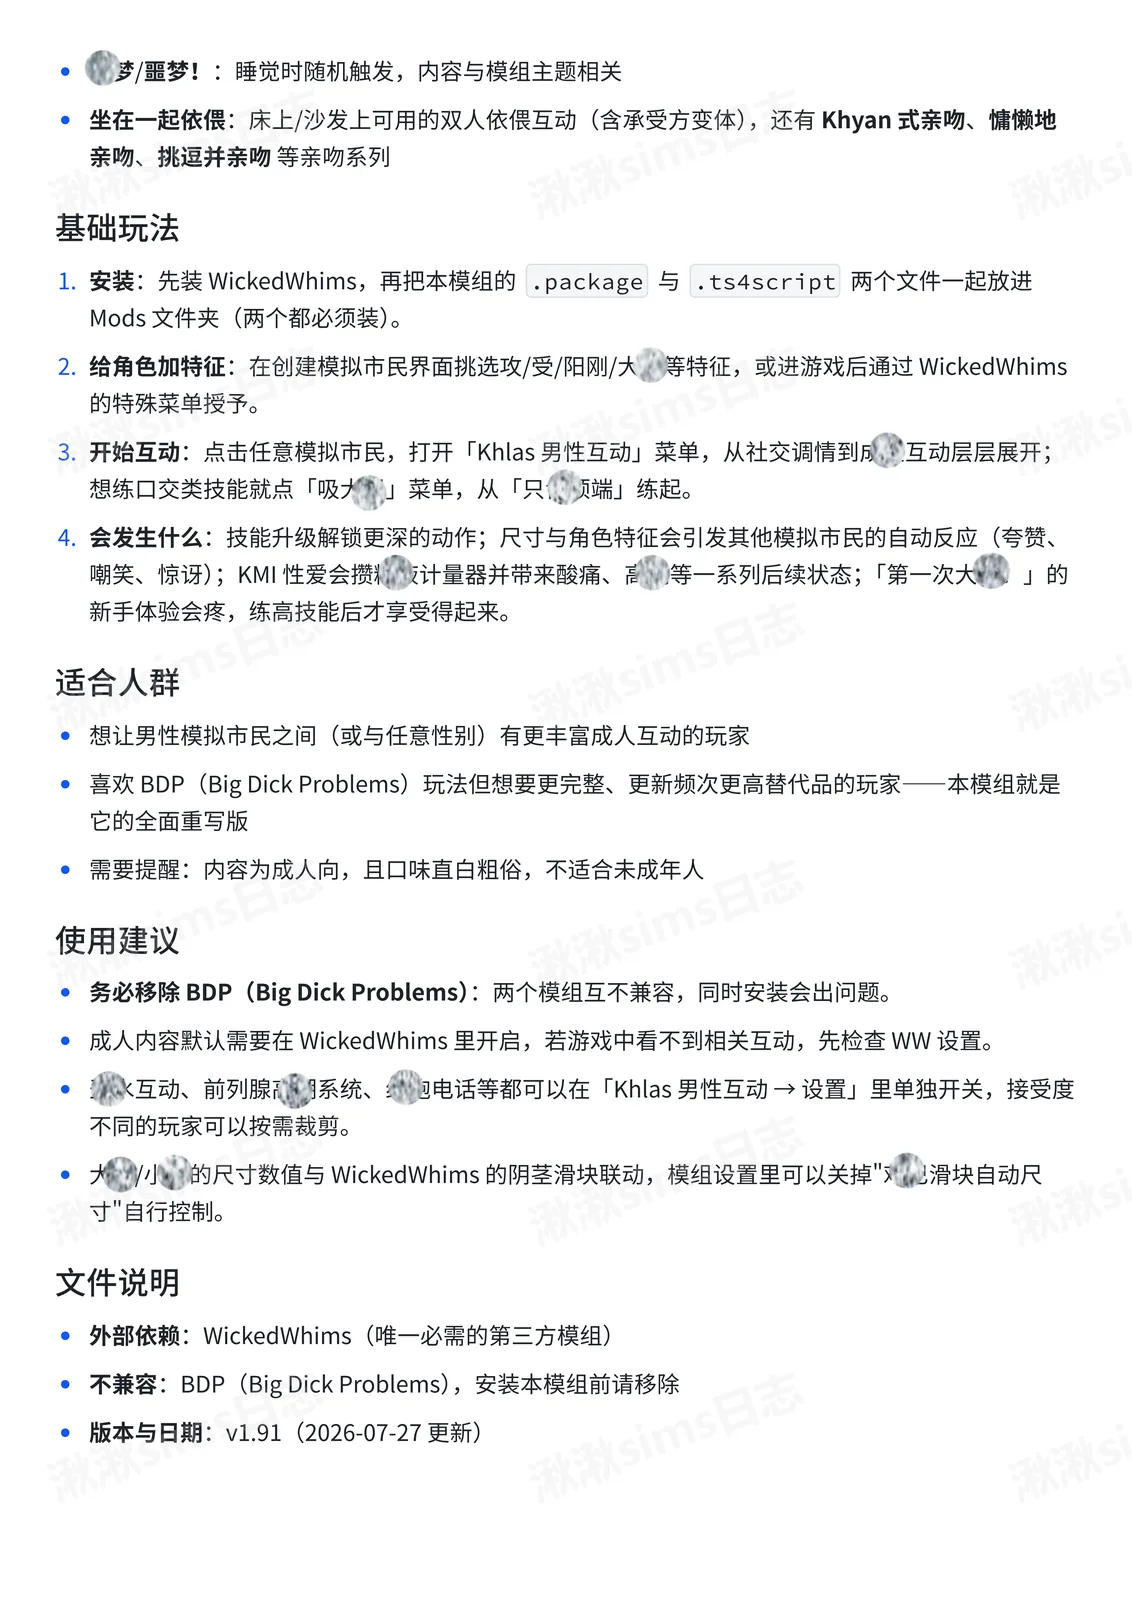 梦/噩梦！：睡觉时随机触发，内容与模组主题相关
坐在一起依偎：床上/沙发上可用的双人依偎互动（含承受方变体），还有 Khyan 式亲吻、慵懒地
亲吻、挑逗并亲吻 等亲吻系列
基础玩法
1. 安装：先装 WickedWhims，再把本模组的 .package 与 .ts4script 两个文件一起放进
Mods 文件夹（两个都必须装）。
2. 给角色加特征：在创建模拟市民界面挑选攻/受/阳刚/大等特征，或进游戏后通过 WickedWhims
的特殊菜单授予。
3. 开始互动：点击任意模拟市民，打开「Khlas 男性互动」菜单，从社交调情到互动层层展开；
想练口交类技能就点「吸大」菜单，从「只端」练起。
4. 会发生什么：技能升级解锁更深的动作；尺寸与角色特征会引发其他模拟市民的自动反应（夸赞、
嘲笑、惊讶）；KMI 性爱会攒计量器并带来酸痛、高等一系列后续状态；「第一次大」的
新手体验会疼，练高技能后才享受得起来。
适合人群
想让男性模拟市民之间（或与任意性别）有更丰富成人互动的玩家
喜欢 BDP（Big Dick Problems）玩法但想要更完整、更新频次更高替代品的玩家——本模组就是
它的全面重写版
需要提醒：内容为成人向，且口味直白粗俗，不适合未成年人
使用建议
务必移除 BDP（Big Dick Problems）：两个模组互不兼容，同时安装会出问题。
成人内容默认需要在 WickedWhims 里开启，若游戏中看不到相关互动，先检查 WW 设置。
互动、前列腺系统、电话等都可以在「Khlas 男性互动 → 设置」里单独开关，接受度
不同的玩家可以按需裁剪。
大/小的尺寸数值与 WickedWhims 的阴茎滑块联动，模组设置里可以关掉"滑块自动尺
寸"自行控制。
文件说明
外部依赖：WickedWhims（唯一必需的第三方模组）
不兼容：BDP（Big Dick Problems），安装本模组前请移除
版本与日期：v1.91（2026-07-27 更新）
湫湫sims日志